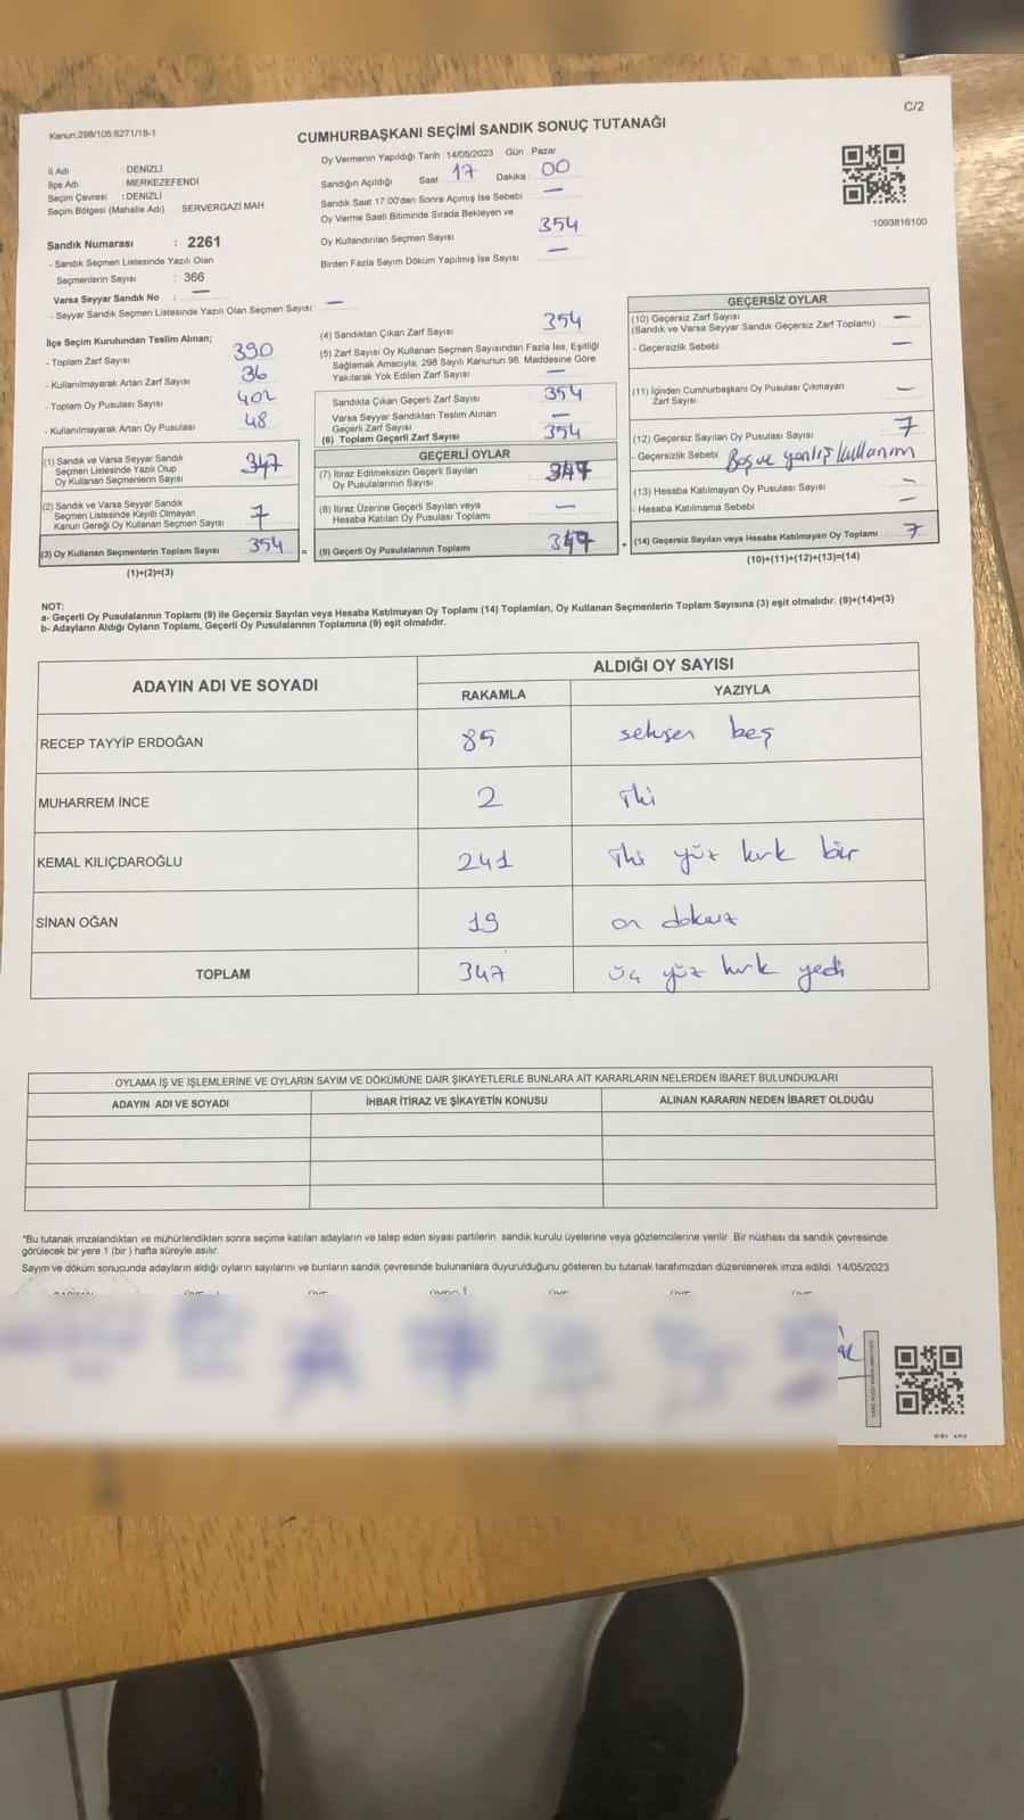 C/2
Kanun:298/105:6271/18-1
CUMHURBAŞKANI SEÇİMİ SANDIK SONUÇ TUTANAĞI
İl Adı : DENİZLİ
İlçe Adı : MERKEZEFENDİ
Seçim Çevresi : DENİZLİ
Seçim Bölgesi (Mahalle Adı) SERVERGAZİ MAH
Sandık Numarası : 2261
- Sandık Seçmen Listesinde Yazılı Olan
Seçmenlerin Sayısı : 366
Varsa Seyyar Sandık No : —
- Seyyar Sandık Seçmen Listesinde Yazılı Olan Seçmen Sayısı: —
Oy Vermenin Yapıldığı Tarih 14/05/2023 Gün Pazar
Sandığın Açıldığı Saat 17 Dakika 00
Sandık Saat 17:00'den Sonra Açımış İse Sebebi —
Oy Verme Saati Bitiminde Sırada Bekleyen ve
Oy Kullandırılan Seçmen Sayısı 354
Birden Fazla Sayım Döküm Yapılmış İse Sayısı —
1093816100
İlçe Seçim Kurulundan Teslim Alınan;
- Toplam Zarf Sayısı 390
- Kullanılmayarak Artan Zarf Sayısı 36
- Toplam Oy Pusulası Sayısı 402
- Kullanılmayarak Artan Oy Pusulası 48
(1) Sandık ve Varsa Seyyar Sandık
Seçmen Listesinde Yazılı Olup
Oy Kullanan Seçmenlerin Sayısı 347
(2) Sandık ve Varsa Seyyar Sandık
Seçmen Listesinde Kayıtlı Olmayan
Kanun Gereği Oy Kullanan Seçmen Sayısı 7
(3) Oy Kullanan Seçmenlerin Toplam Sayısı 354
(1)+(2)=(3)
(4) Sandıktan Çıkan Zarf Sayısı 354
(5) Zarf Sayısı Oy Kullanan Seçmen Sayısından Fazla İse, Eşitliği
Sağlamak Amacıyla, 298 Sayılı Kanunun 98. Maddesine Göre
Yakılarak Yok Edilen Zarf Sayısı —
Sandıkta Çıkan Geçerli Zarf Sayısı 354
Varsa Seyyar Sandıktan Teslim Alınan
Geçerli Zarf Sayısı —
(6) Toplam Geçerli Zarf Sayısı 354
GEÇERLİ OYLAR
(7) İtiraz Edilmeksizin Geçerli Sayılan
Oy Pusulalarının Sayısı 347
(8) İtiraz Üzerine Geçerli Sayılan veya
Hesaba Katılan Oy Pusulası Toplamı —
= (9) Geçerli Oy Pusulalarının Toplamı 347
GEÇERSİZ OYLAR
(10) Geçersiz Zarf Sayısı
(Sandık ve Varsa Seyyar Sandık Geçersiz Zarf Toplamı) —
- Geçersizlik Sebebi —
(11) İçinden Cumhurbaşkanı Oy Pusulası Çıkmayan
Zarf Sayısı —
(12) Geçersiz Sayılan Oy Pusulası Sayısı 7
- Geçersizlik Sebebi Boş ve yanlış kullanım
(13) Hesaba Katılmayan Oy Pusulası Sayısı —
- Hesaba Katılmama Sebebi —
+ (14) Geçersiz Sayılan veya Hesaba Katılmayan Oy Toplamı 7
(10)+(11)+(12)+(13)=(14)
NOT:
a- Geçerli Oy Pusulalarının Toplamı (9) ile Geçersiz Sayılan veya Hesaba Katılmayan Oy Toplamı (14) Toplamları, Oy Kullanan Seçmenlerin Toplam Sayısına (3) eşit olmalıdır. (9)+(14)=(3)
b- Adayların Aldığı Oyların Toplamı, Geçerli Oy Pusulalarının Toplamına (9) eşit olmalıdır.
ADAYIN ADI VE SOYADI
ALDIĞI OY SAYISI
RAKAMLA YAZIYLA
RECEP TAYYİP ERDOĞAN 85 seksen beş
MUHARREM İNCE 2 iki
KEMAL KILIÇDAROĞLU 241 iki yüz kırk bir
SİNAN OĞAN 19 on dokuz
TOPLAM 347 üç yüz kırk yedi
OYLAMA İŞ VE İŞLEMLERİNE VE OYLARIN SAYIM VE DÖKÜMÜNE DAİR ŞİKAYETLERLE BUNLARA AİT KARARLARIN NELERDEN İBARET BULUNDUKLARI
ADAYIN ADI VE SOYADI İHBAR İTİRAZ VE ŞİKAYETİN KONUSU ALINAN KARARIN NEDEN İBARET OLDUĞU
*Bu tutanak imzalandıktan ve mühürlendikten sonra seçime katılan adayların ve talep eden siyasi partilerin sandık kurulu üyelerine veya gözlemcilerine verilir. Bir nüshası da sandık çevresinde
görülecek bir yere 1 (bir) hafta süreyle asılır.
Sayım ve döküm sonucunda adayların aldığı oyların sayılarını ve bunların sandık çevresinde bulunanlara duyurulduğunu gösteren bu tutanak tarafımızdan düzenlenerek imza edildi. 14/05/2023